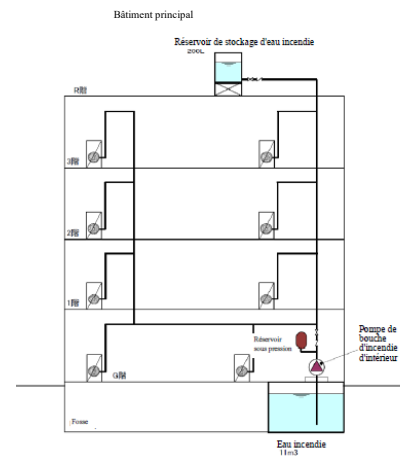 Bâtiment principal
Réservoir de stockage d'eau incendie
200L
R階
3階
2階
1階
Réservoir
sous pression
Pompe de
bouche
d'incendie
d'intérieur
G階
Fosse
Eau incendie
11m3